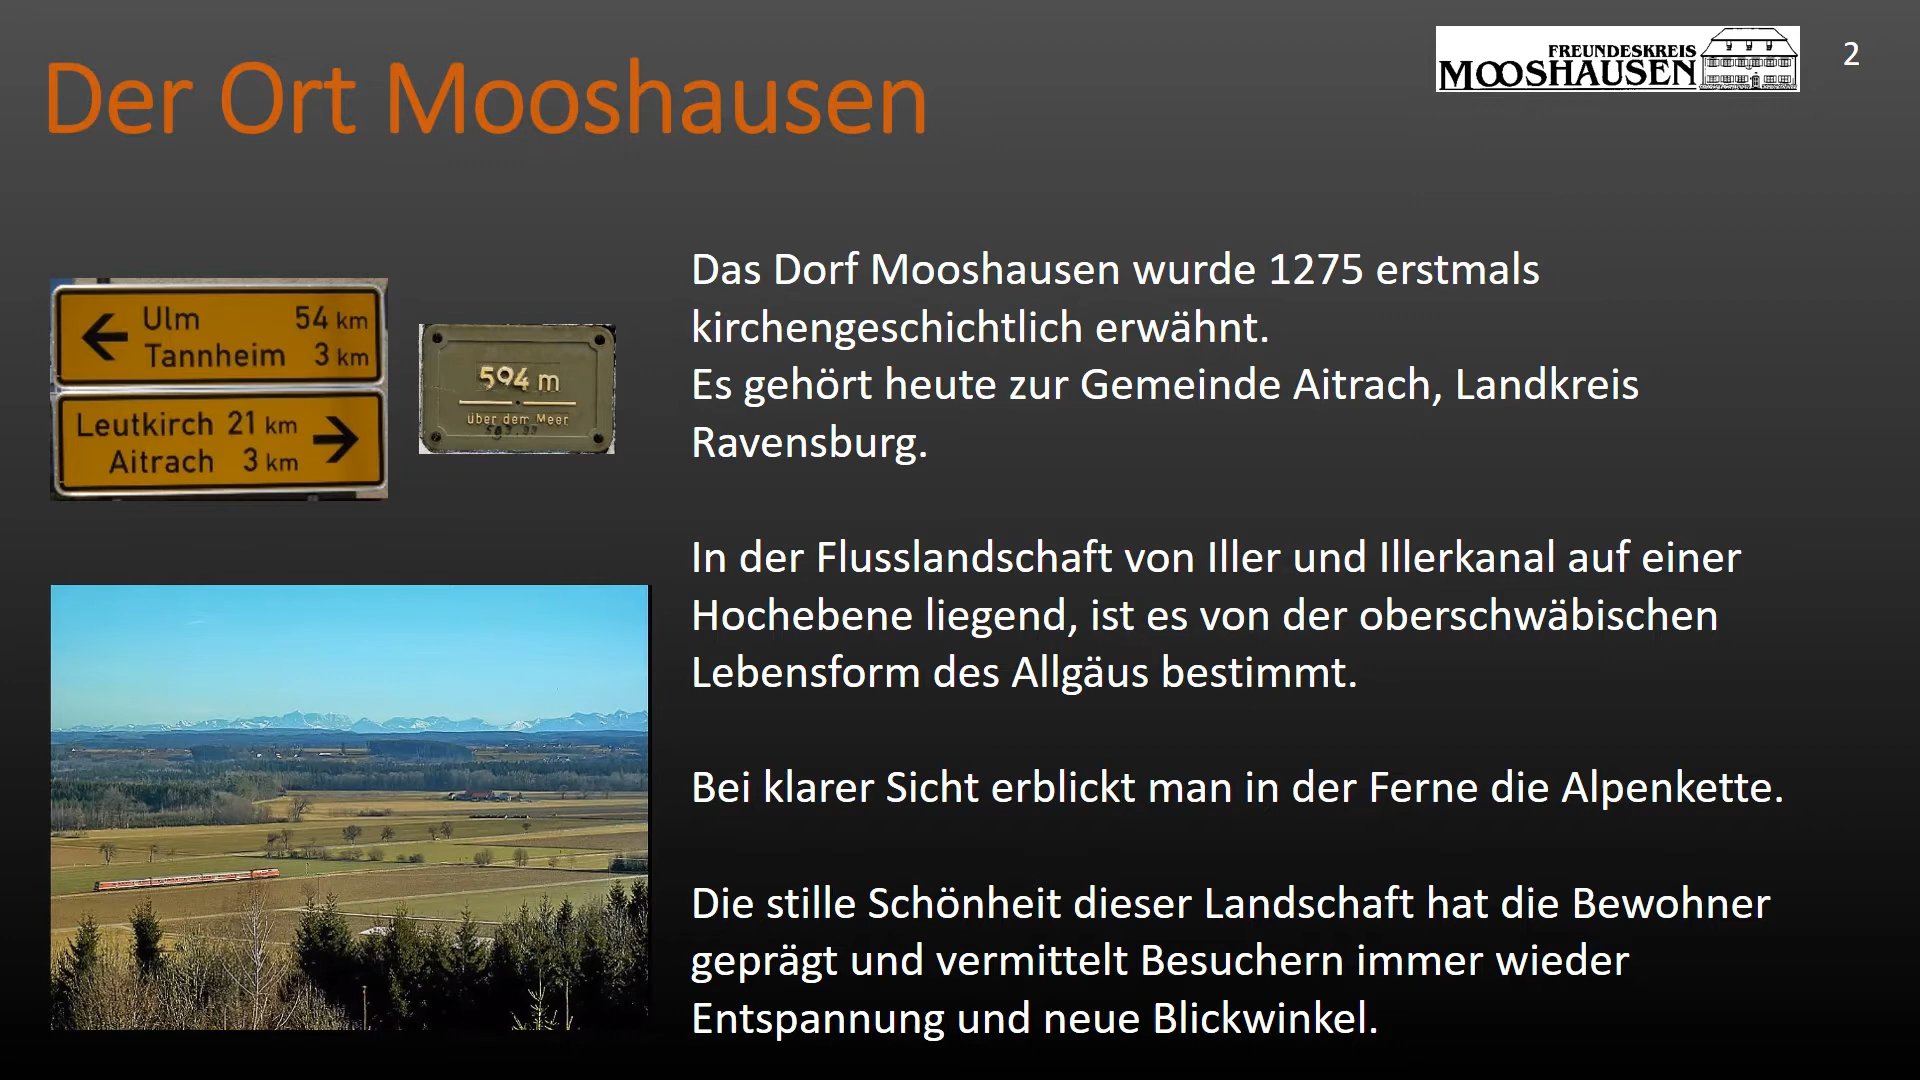 Der Ort Mooshausen
FREUNDESKREIS
MOOSHAUSEN
2
Ulm 54 km
Tannheim 3 km
Leutkirch 21 km
Aitrach 3 km
594 m
über dem Meer
Das Dorf Mooshausen wurde 1275 erstmals
kirchengeschichtlich erwähnt.
Es gehört heute zur Gemeinde Aitrach, Landkreis
Ravensburg.
In der Flusslandschaft von Iller und Illerkanal auf einer
Hochebene liegend, ist es von der oberschwäbischen
Lebensform des Allgäus bestimmt.
Bei klarer Sicht erblickt man in der Ferne die Alpenkette.
Die stille Schönheit dieser Landschaft hat die Bewohner
geprägt und vermittelt Besuchern immer wieder
Entspannung und neue Blickwinkel.